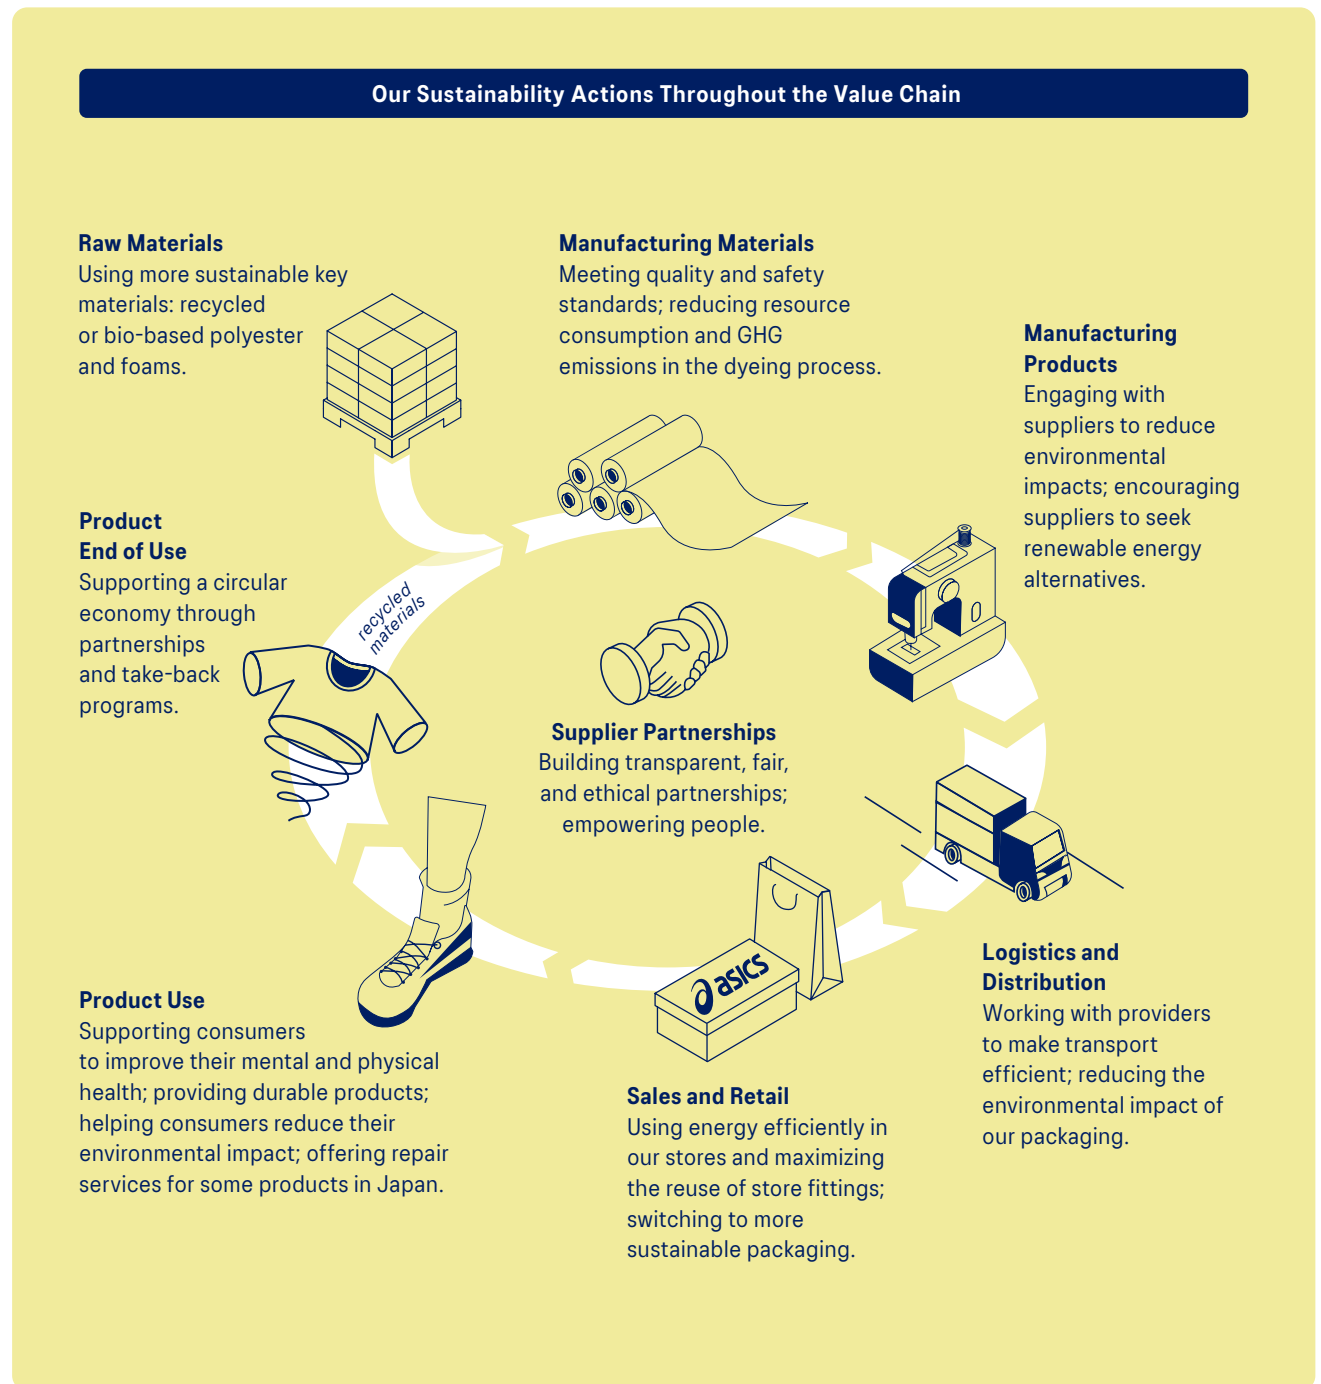 Our Sustainability Actions Throughout the Value Chain
Raw Materials
Using more sustainable key
materials: recycled
or bio-based polyester
and foams.
Manufacturing Materials
Meeting quality and safety
standards; reducing resource
consumption and GHG
emissions in the dyeing process.
Manufacturing
Products
Engaging with
suppliers to reduce
environmental
impacts; encouraging
suppliers to seek
renewable energy
alternatives.
Product
End of Use
Supporting a circular
economy through
partnerships
and take-back
programs.
recycled
materials
Supplier Partnerships
Building transparent, fair,
and ethical partnerships;
empowering people.
Logistics and
Distribution
Working with providers
to make transport
efficient; reducing the
environmental impact of
our packaging.
asics
Sales and Retail
Using energy efficiently in
our stores and maximizing
the reuse of store fittings;
switching to more
sustainable packaging.
Product Use
Supporting consumers
to improve their mental and physical
health; providing durable products;
helping consumers reduce their
environmental impact; offering repair
services for some products in Japan.